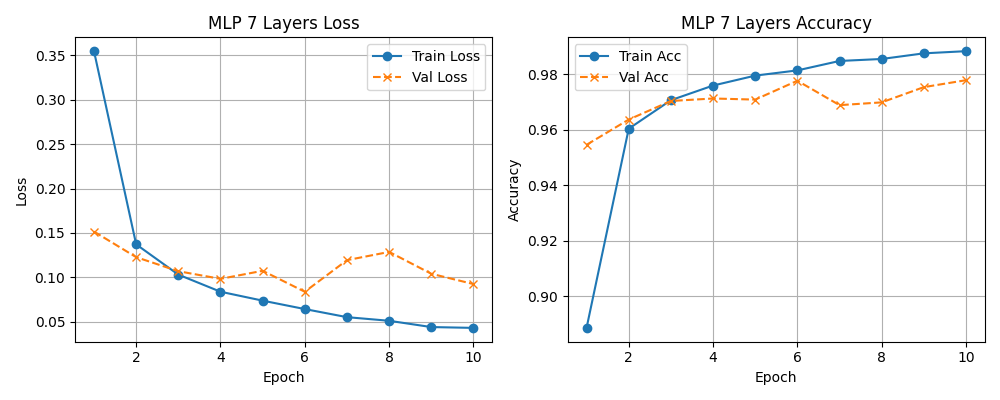 MLP 7 Layers Loss
Train Loss
Val Loss
0.35
0.30
0.25
0.20
0.15
0.10
0.05
Loss
2
4
6
8
10
Epoch
MLP 7 Layers Accuracy
Train Acc
Val Acc
0.98
0.96
0.94
0.92
0.90
Accuracy
2
4
6
8
10
Epoch